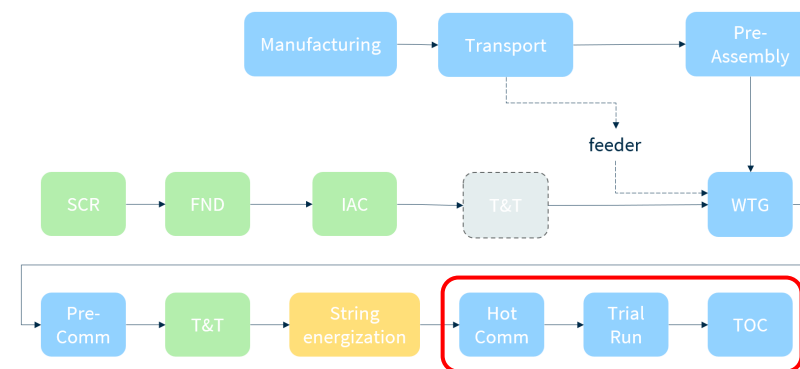 Manufacturing
Transport
Pre-
Assembly
feeder
SCR
FND
IAC
T&T
WTG
Pre-
Comm
T&T
String
energization
Hot
Comm
Trial
Run
TOC